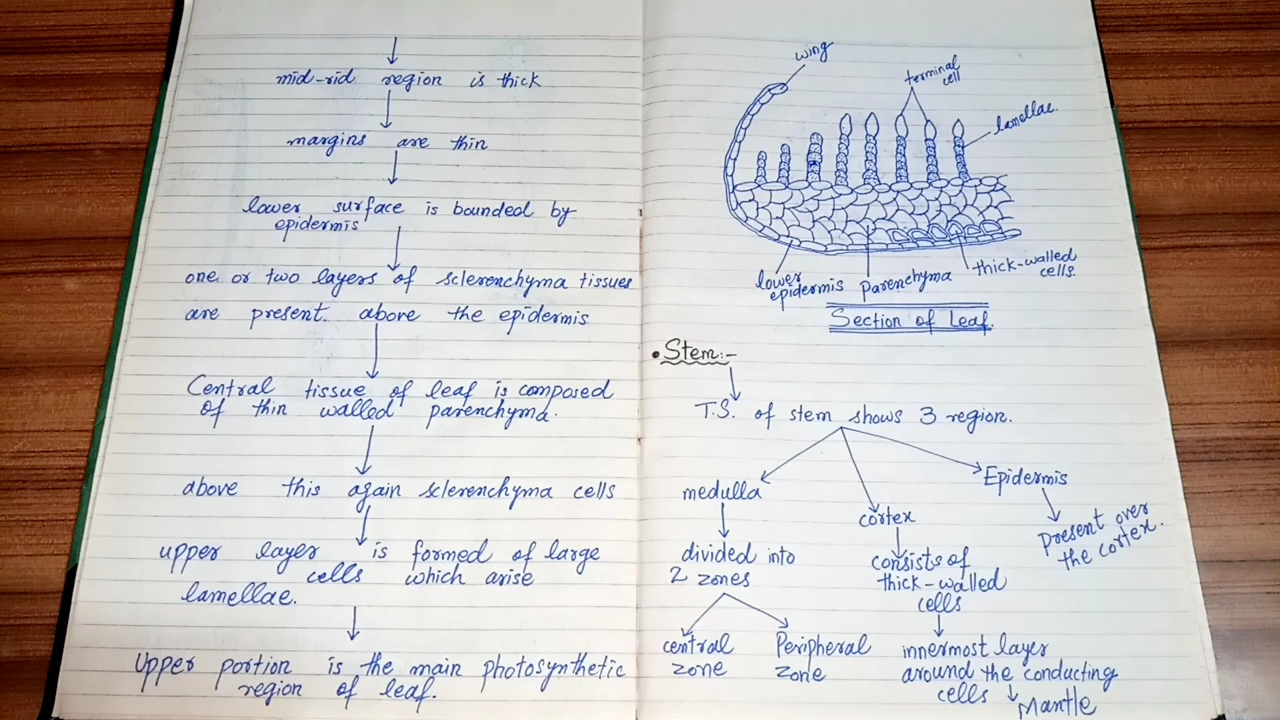 mid-rid region is thick
margins are thin
lower surface is bounded by
epidermis
one or two layers of sclerenchyma tissues
are present above the epidermis
Central tissue of leaf is composed
of thin walled parenchyma.
above this again sclerenchyma cells
upper layer is formed of large
cells which arise
lamellae.
Upper portion is the main photosynthetic
region of leaf.
wing
terminal
cell
lamellae.
lower
epidermis
parenchyma
thick-walled
cells.
Section of Leaf.
• Stem:-
T.S. of stem shows 3 region.
medulla
cortex
Epidermis
divided into
2 zones
consists of
thick-walled
cells
Present over
the cortex.
central
zone
Peripheral
zone
innermost layer
around the conducting
cells
Mantle